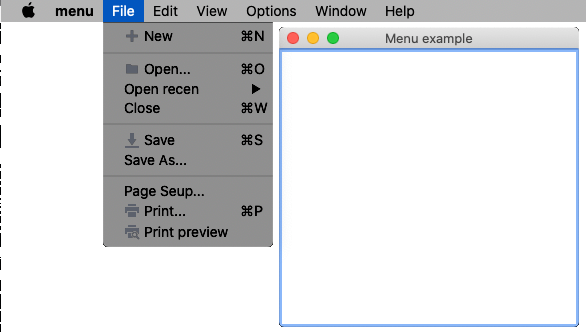 menu File Edit View Options Window Help
New ⌘N
Open... ⌘O
Open recen
Close ⌘W
Save ⌘S
Save As...
Page Seup...
Print... ⌘P
Print preview
Menu example